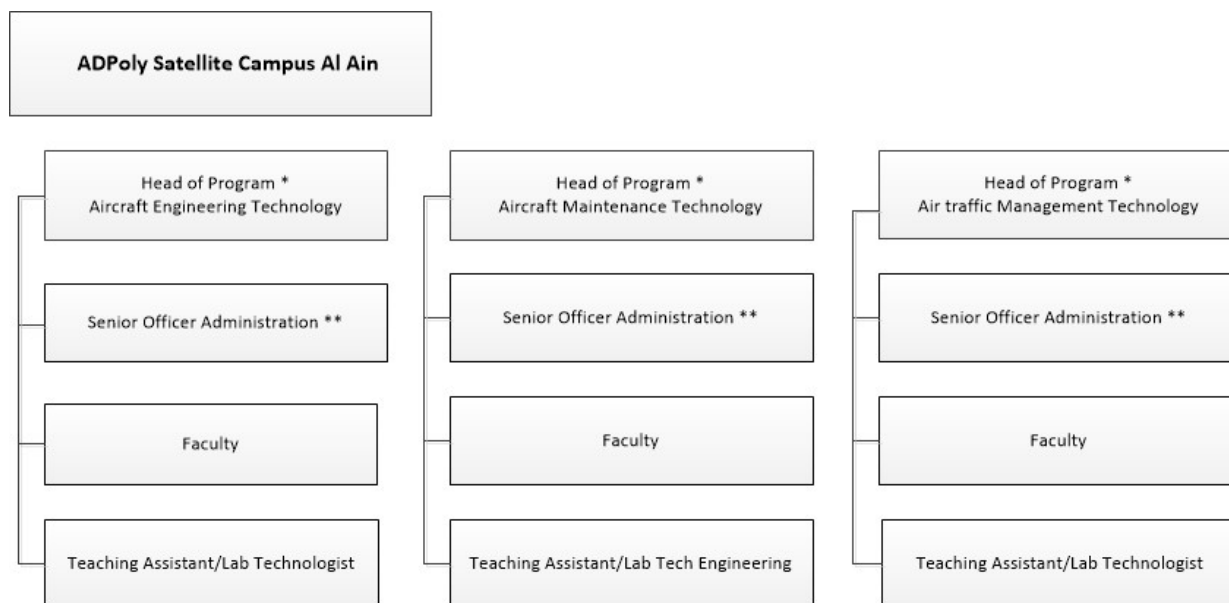 ADPoly Satellite Campus Al Ain
Head of Program *
Aircraft Engineering Technology
Senior Officer Administration **
Faculty
Teaching Assistant/Lab Technologist
Head of Program *
Aircraft Maintenance Technology
Senior Officer Administration **
Faculty
Teaching Assistant/Lab Tech Engineering
Head of Program *
Air traffic Management Technology
Senior Officer Administration **
Faculty
Teaching Assistant/Lab Technologist